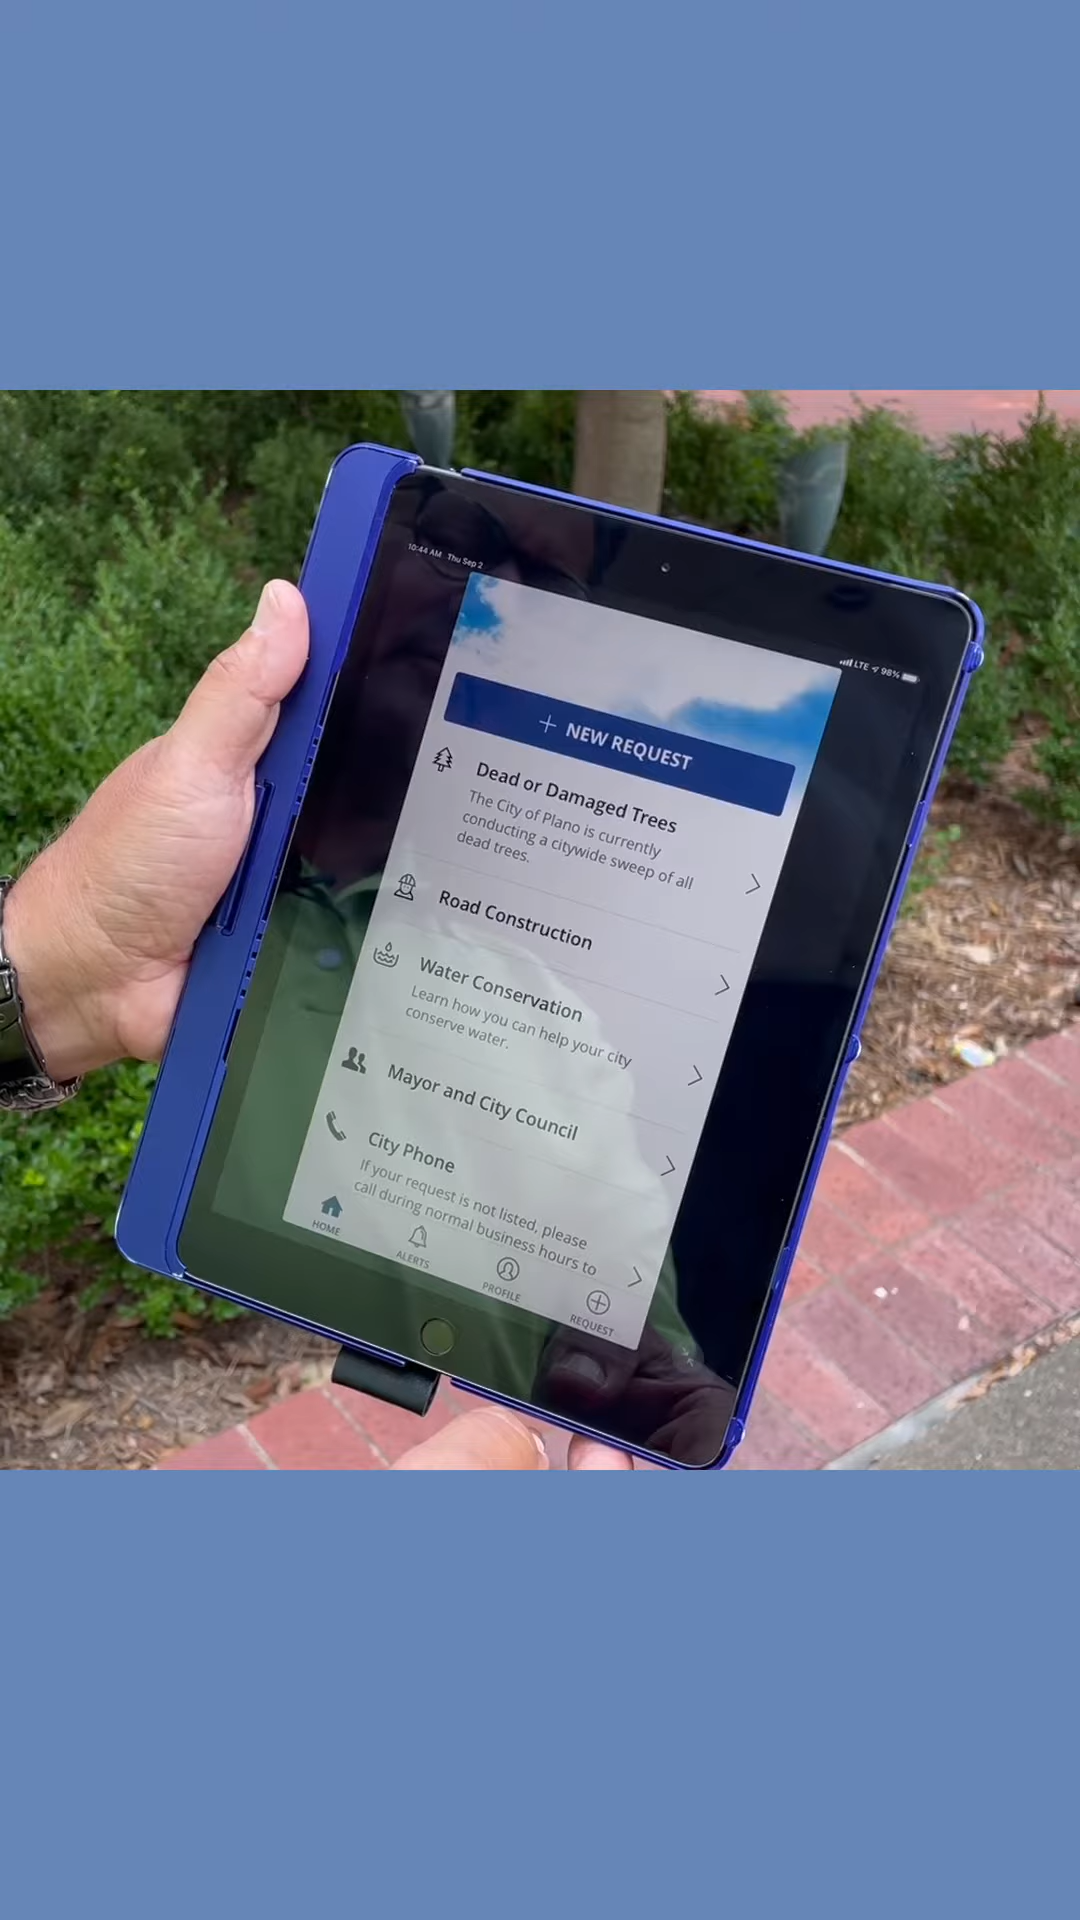 10:44 AM Thu Sep 2
LTE 98%
+ NEW REQUEST
Dead or Damaged Trees
The City of Plano is currently
conducting a citywide sweep of all
dead trees.
Road Construction
Water Conservation
Learn how you can help your city
conserve water.
Mayor and City Council
City Phone
If your request is not listed, please
call during normal business hours to
HOME
ALERTS
PROFILE
REQUEST